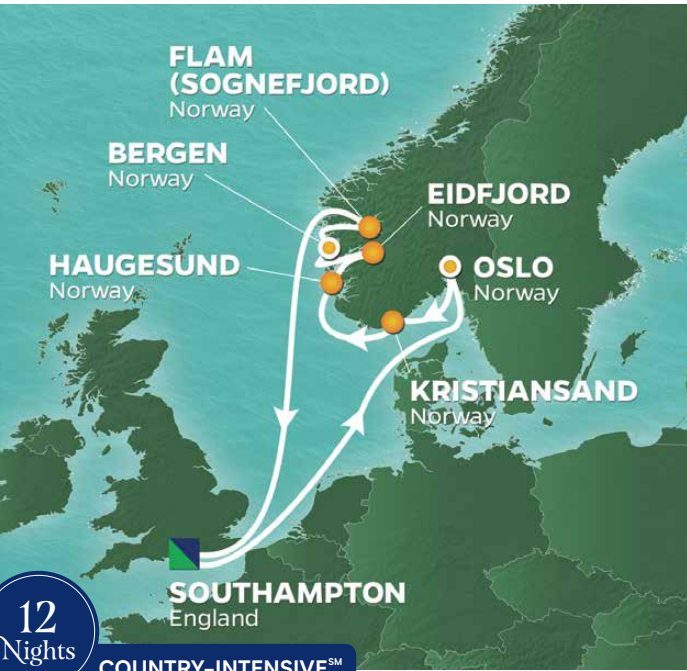 FLAM
(SOGNEFJORD)
Norway
BERGEN
Norway
EIDFJORD
Norway
HAUGESUND
Norway
OSLO
Norway
KRISTIANSAND
Norway
SOUTHAMPTON
England
12
Nights
COUNTRY-INTENSIVE℠